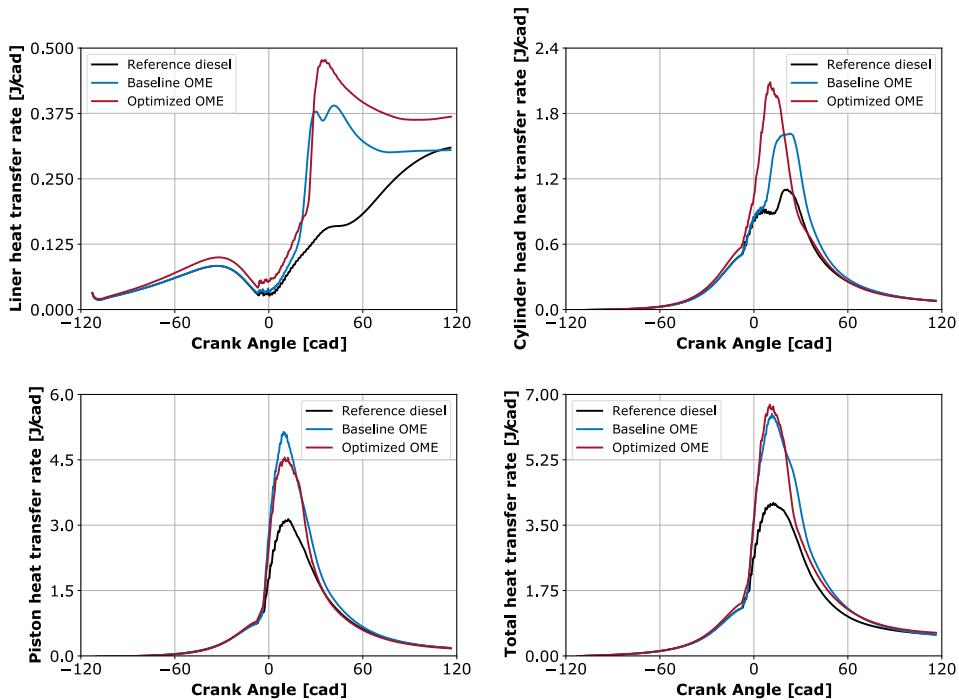 Liner heat transfer rate [J/cad]
0.500
0.375
0.250
0.125
0.000
Reference diesel
Baseline OME
Optimized OME
−120
−60
0
60
120
Crank Angle [cad]
Cylinder head heat transfer rate [J/cad]
2.4
1.8
1.2
0.6
0.0
Reference diesel
Baseline OME
Optimized OME
−120
−60
0
60
120
Crank Angle [cad]
Piston heat transfer rate [J/cad]
6.0
4.5
3.0
1.5
0.0
Reference diesel
Baseline OME
Optimized OME
−120
−60
0
60
120
Crank Angle [cad]
Total heat transfer rate [J/cad]
7.00
5.25
3.50
1.75
0.00
Reference diesel
Baseline OME
Optimized OME
−120
−60
0
60
120
Crank Angle [cad]